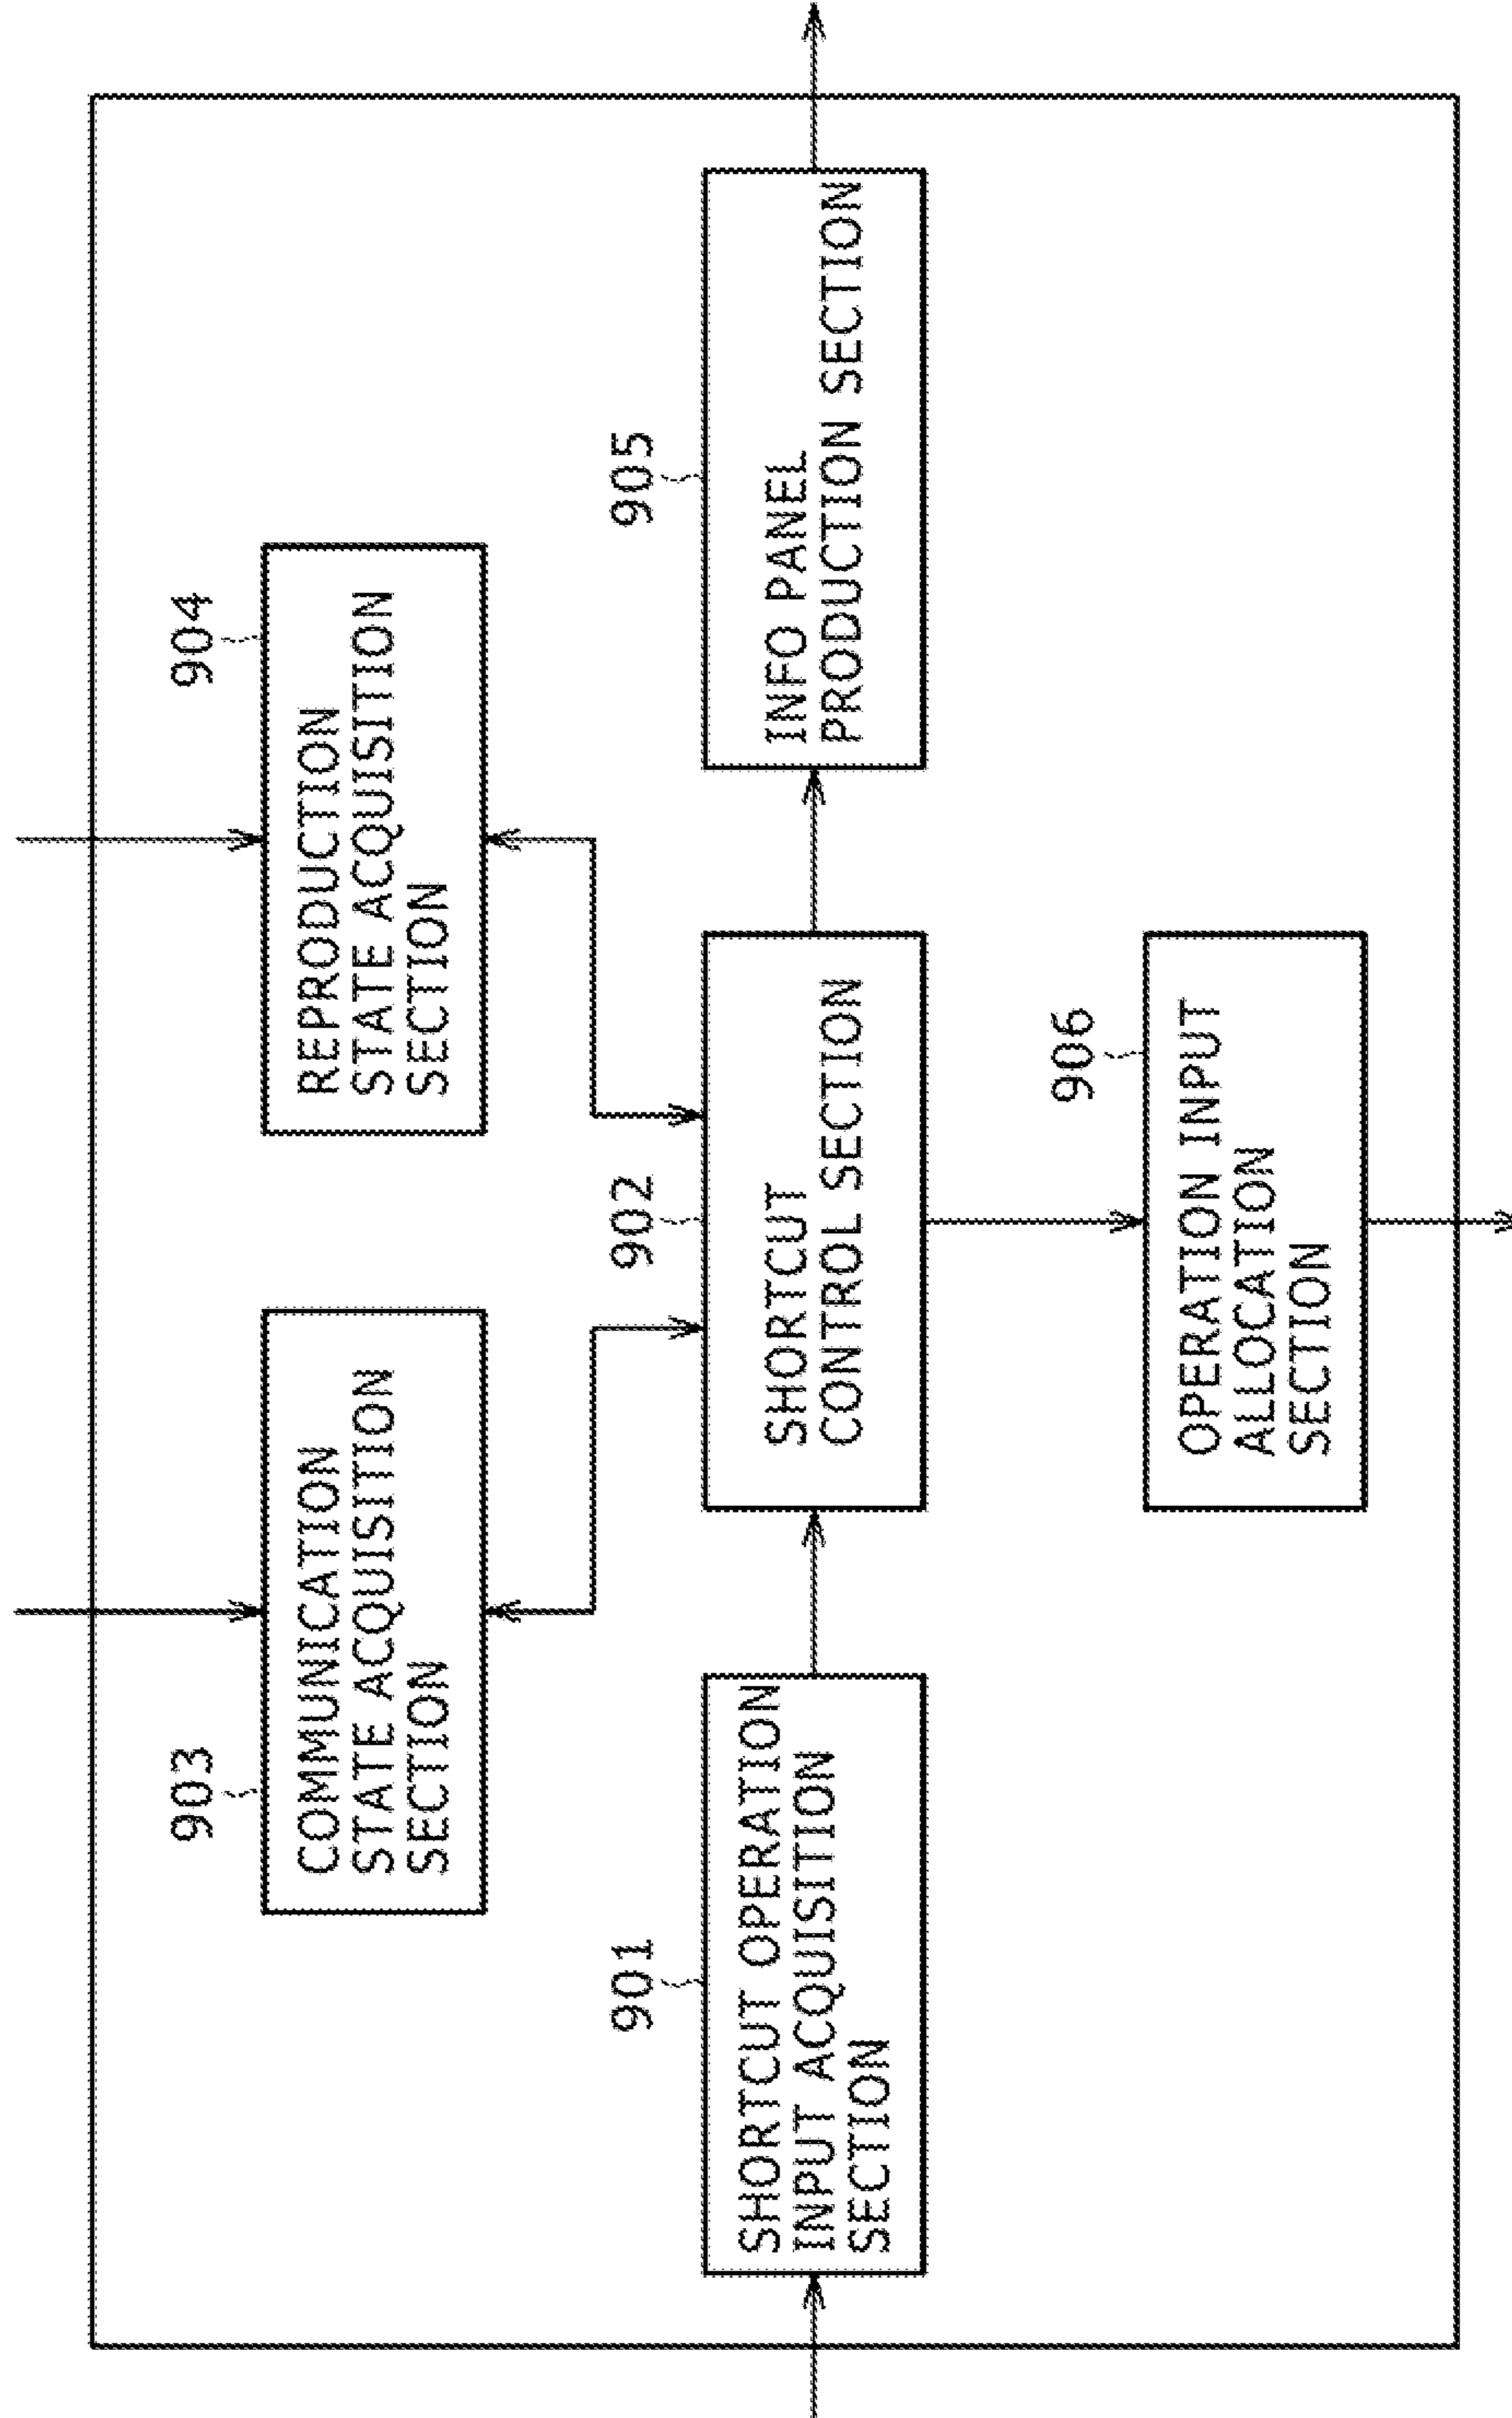 903
COMMUNICATION
STATE ACQUISITION
SECTION
904
REPRODUCTION
STATE ACQUISITION
SECTION
901
SHORTCUT OPERATION
INPUT ACQUISITION
SECTION
902
SHORTCUT
CONTROL SECTION
905
INFO PANEL
PRODUCTION SECTION
906
OPERATION INPUT
ALLOCATION
SECTION